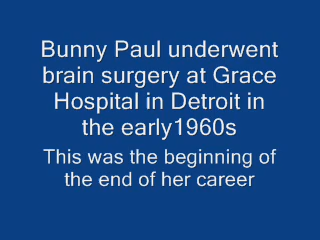 Bunny Paul underwent
brain surgery at Grace
Hospital in Detroit in
the early1960s
This was the beginning of
the end of her career